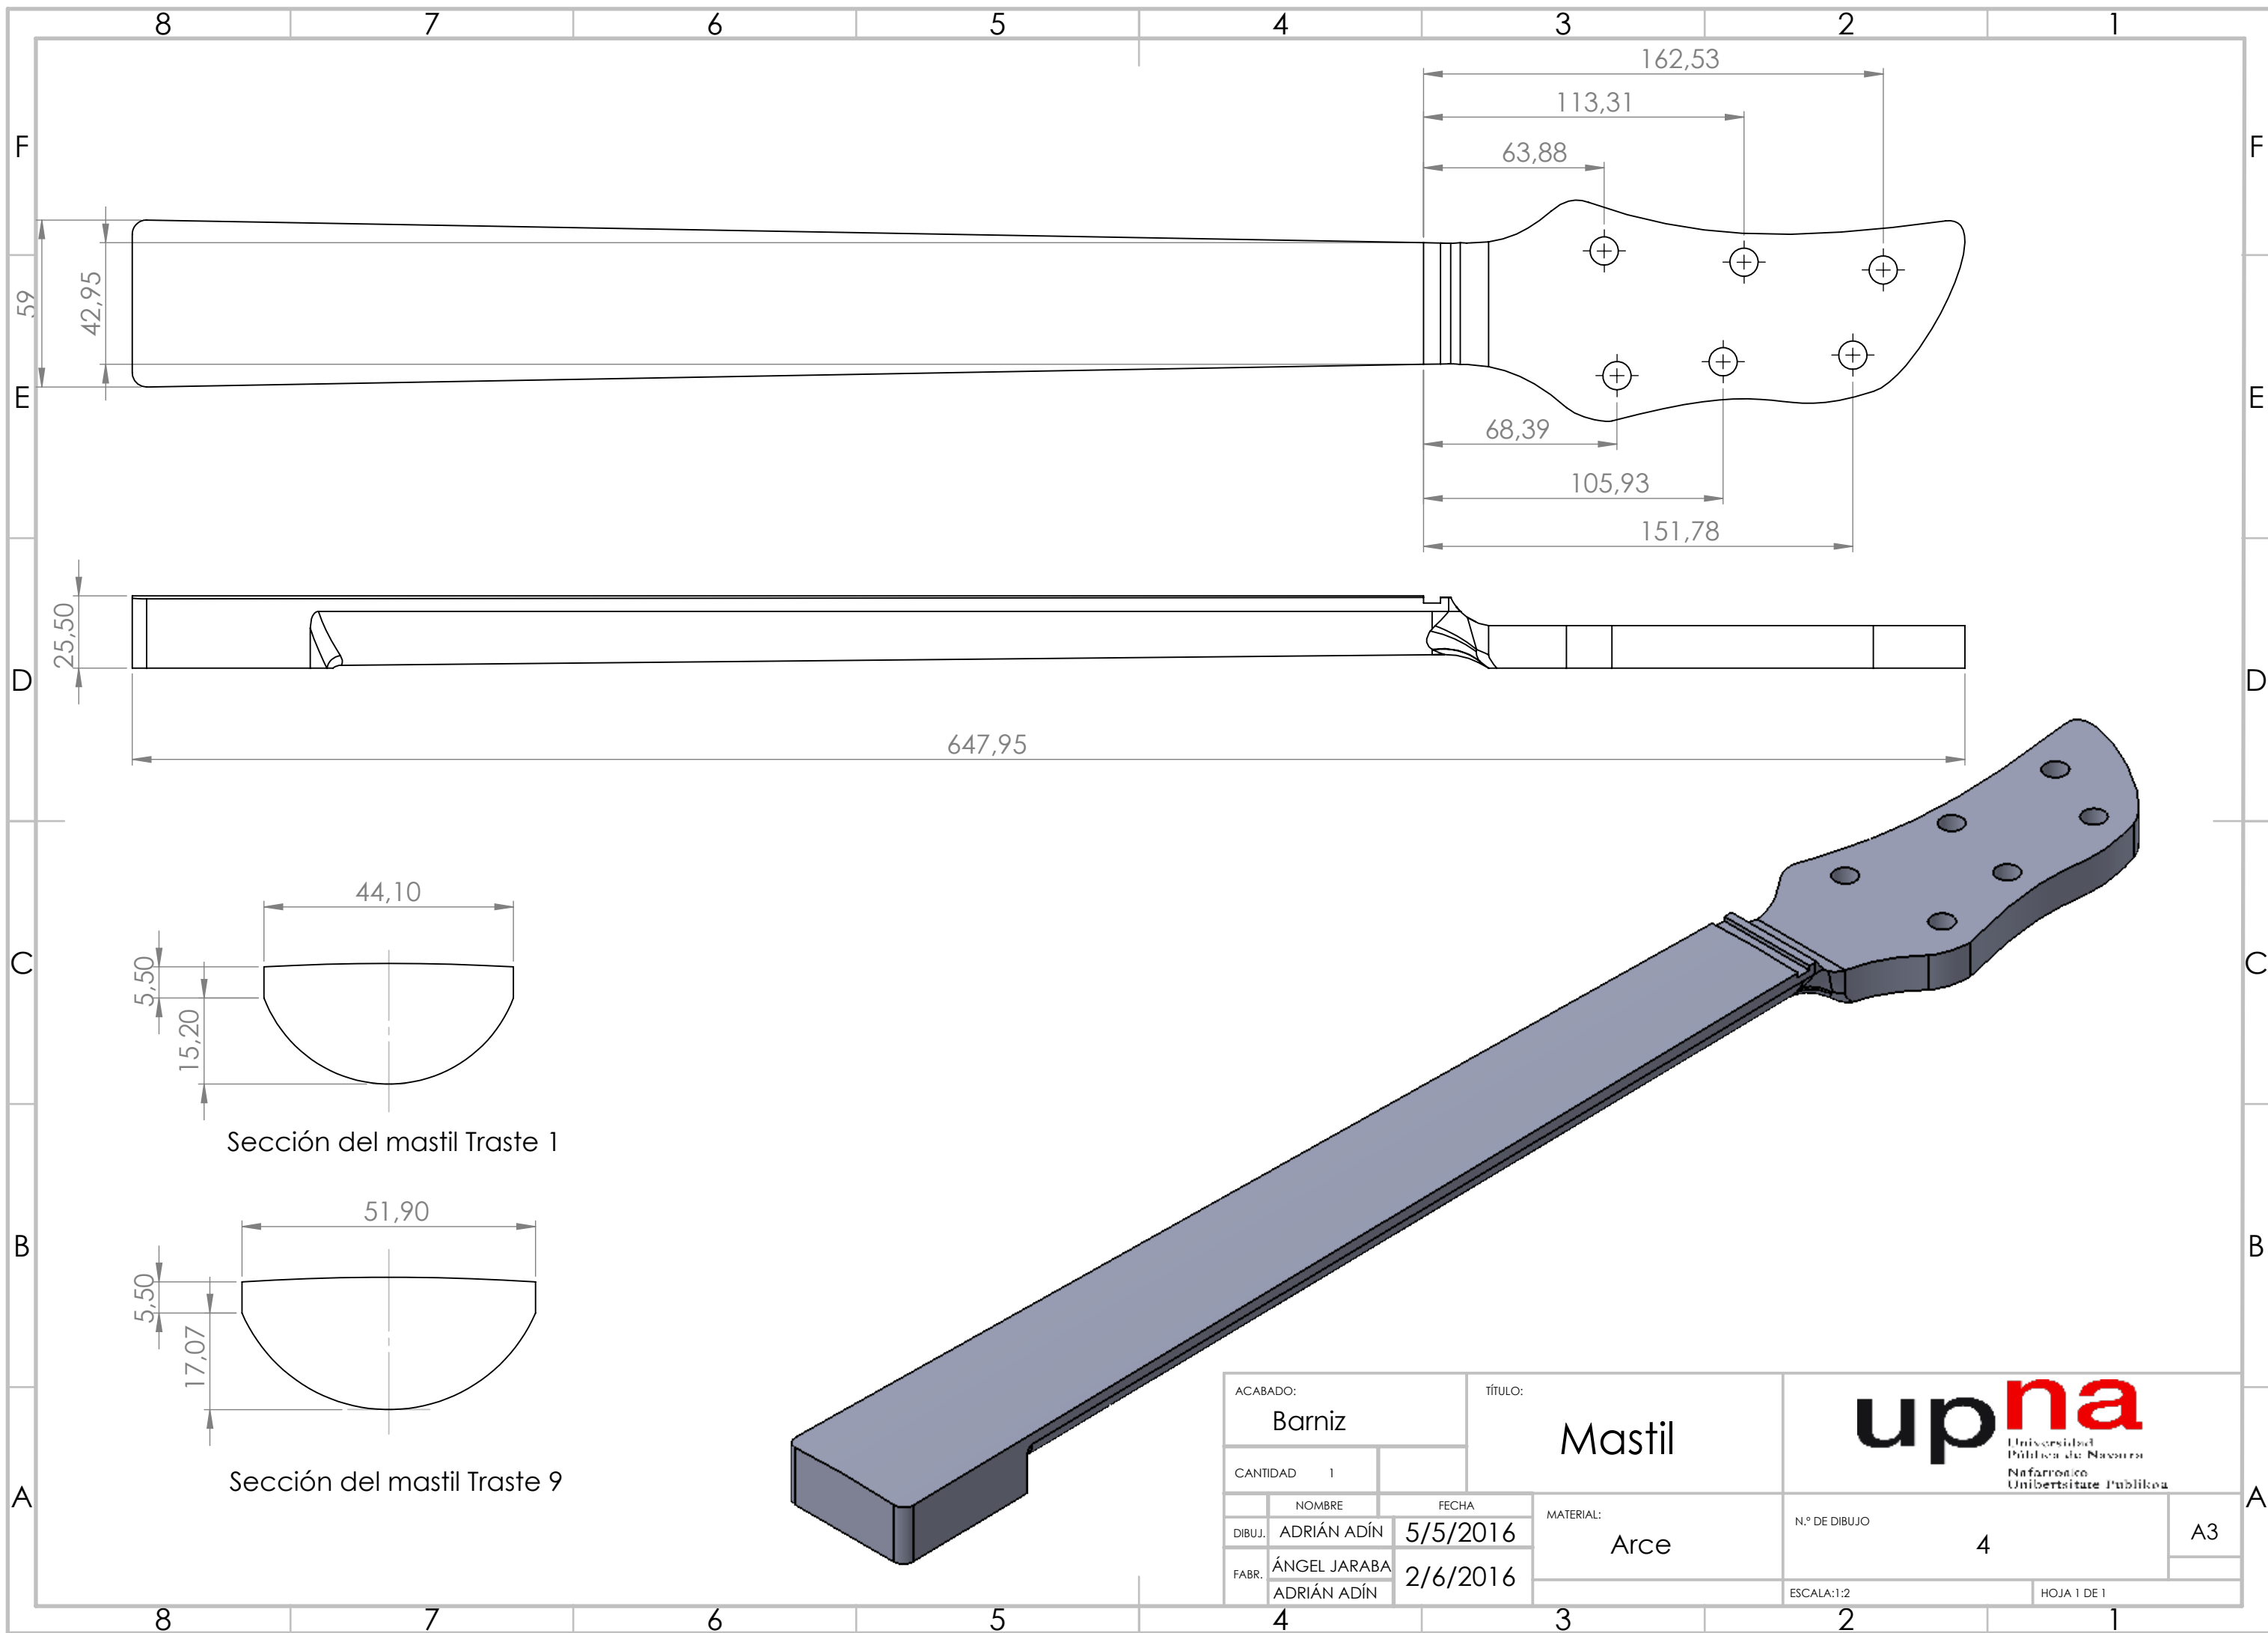 8 7 6 5 4 3 2 1
F
E
D
C
B
A
F
E
D
C
B
A
162,53
113,31
63,88
59
42,95
68,39
105,93
151,78
25,50
647,95
44,10
5,50
15,20
Sección del mastil Traste 1
51,90
5,50
17,07
Sección del mastil Traste 9
ACABADO:
Barniz
TÍTULO:
Mastil
upna
Universidad
Pública de Navarra
Nafarroako
Unibertsitate Publikoa
CANTIDAD 1
NOMBRE FECHA
DIBUJ. ADRIÁN ADÍN 5/5/2016
FABR. ÁNGEL JARABA
ADRIÁN ADÍN
2/6/2016
MATERIAL:
Arce
N.º DE DIBUJO
4
A3
ESCALA:1:2
HOJA 1 DE 1
8 7 6 5 4 3 2 1